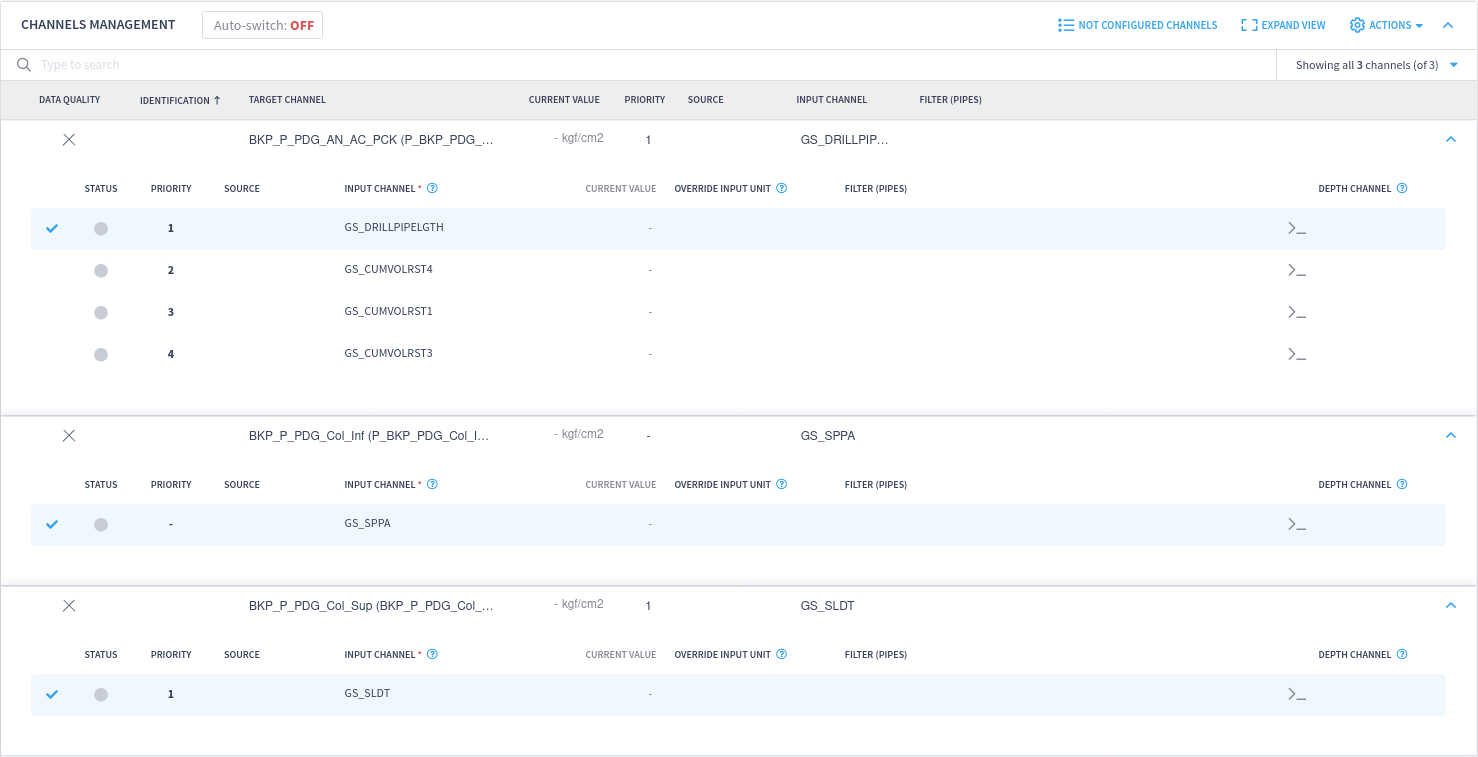 CHANNELS MANAGEMENT Auto-switch: OFF NOT CONFIGURED CHANNELS EXPAND VIEW ACTIONS
Type to search Showing all 3 channels (of 3)
DATA QUALITY IDENTIFICATION ↑ TARGET CHANNEL CURRENT VALUE PRIORITY SOURCE INPUT CHANNEL FILTER (PIPES)
BKP_P_PDG_AN_AC_PCK (P_BKP_PDG_... - kgf/cm2 1 GS_DRILLPIP...
STATUS PRIORITY SOURCE INPUT CHANNEL * ? CURRENT VALUE OVERRIDE INPUT UNIT ? FILTER (PIPES) DEPTH CHANNEL ?
1 GS_DRILLPIPELGTH - >_
2 GS_CUMVOLRST4 - >_
3 GS_CUMVOLRST1 - >_
4 GS_CUMVOLRST3 - >_
BKP_P_PDG_Col_Inf (P_BKP_PDG_Col_I... - kgf/cm2 - GS_SPPA
STATUS PRIORITY SOURCE INPUT CHANNEL * ? CURRENT VALUE OVERRIDE INPUT UNIT ? FILTER (PIPES) DEPTH CHANNEL ?
- GS_SPPA - >_
BKP_P_PDG_Col_Sup (BKP_P_PDG_Col_... - kgf/cm2 1 GS_SLDT
STATUS PRIORITY SOURCE INPUT CHANNEL * ? CURRENT VALUE OVERRIDE INPUT UNIT ? FILTER (PIPES) DEPTH CHANNEL ?
1 GS_SLDT - >_